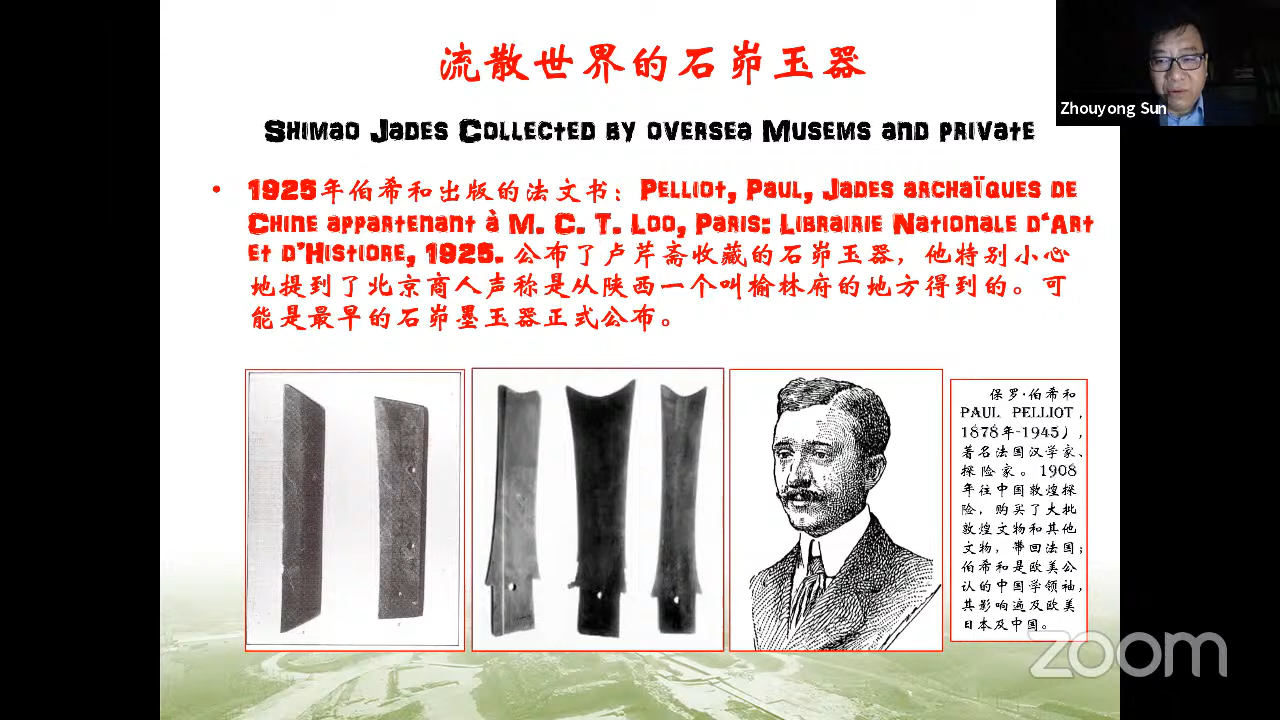 流散世界的石峁玉器
Shimao Jades Collected by oversea Musems and private
• 1925年伯希和出版的法文书：Pelliot, Paul, Jades archaïques de
Chine appartenant à M. C. T. Loo, Paris: Librairie Nationale d‘Art
et d’Histiore, 1925. 公布了卢芹斋收藏的石峁玉器，他特别小心
地提到了北京商人声称是从陕西一个叫榆林府的地方得到的。可
能是最早的石峁墨玉器正式公布。
保罗·伯希和
PAUL PELLIOT，
1878年-1945），
著名法国汉学家、
探险家。1908
年往中国敦煌探
险，购买了大批
敦煌文物和其他
文物，带回法国；
伯希和是欧美公
认的中国学领袖，
其影响遍及欧美
日本及中国。
Zhouyong Sun
zoom